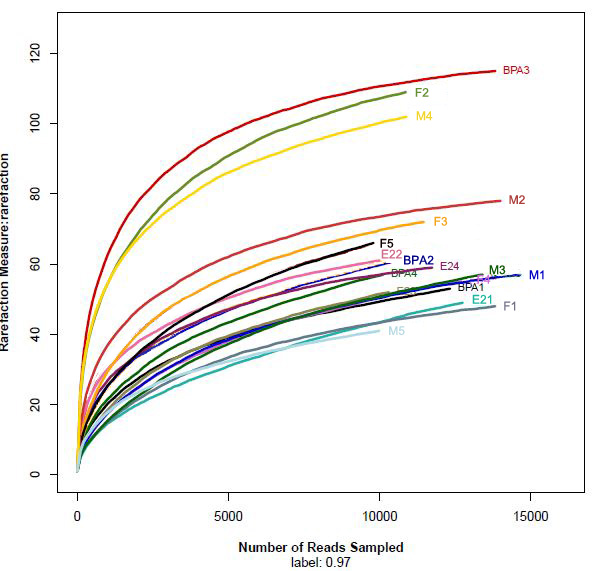 Rarefaction Measure:rarefaction
120
100
80
60
40
20
0
BPA3
F2
M4
M2
F3
F5
E22
BPA2
E24
BPA4
M3
M1
BPA1
E21
F1
M5
0 5000 10000 15000
Number of Reads Sampled
label: 0.97